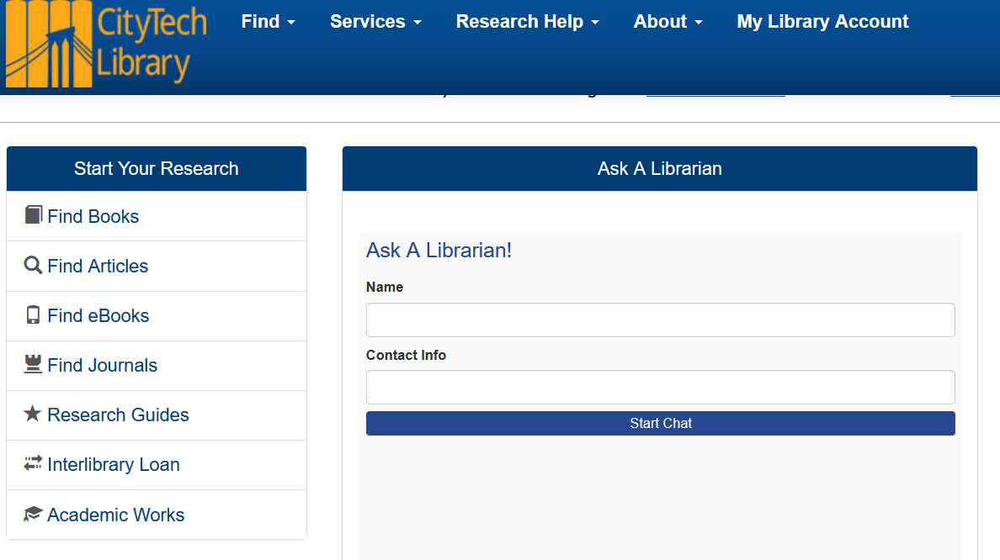 CityTech
Library
Find
Services
Research Help
About
My Library Account
Start Your Research
Find Books
Find Articles
Find eBooks
Find Journals
Research Guides
Interlibrary Loan
Academic Works
Ask A Librarian
Ask A Librarian!
Name
Contact Info
Start Chat